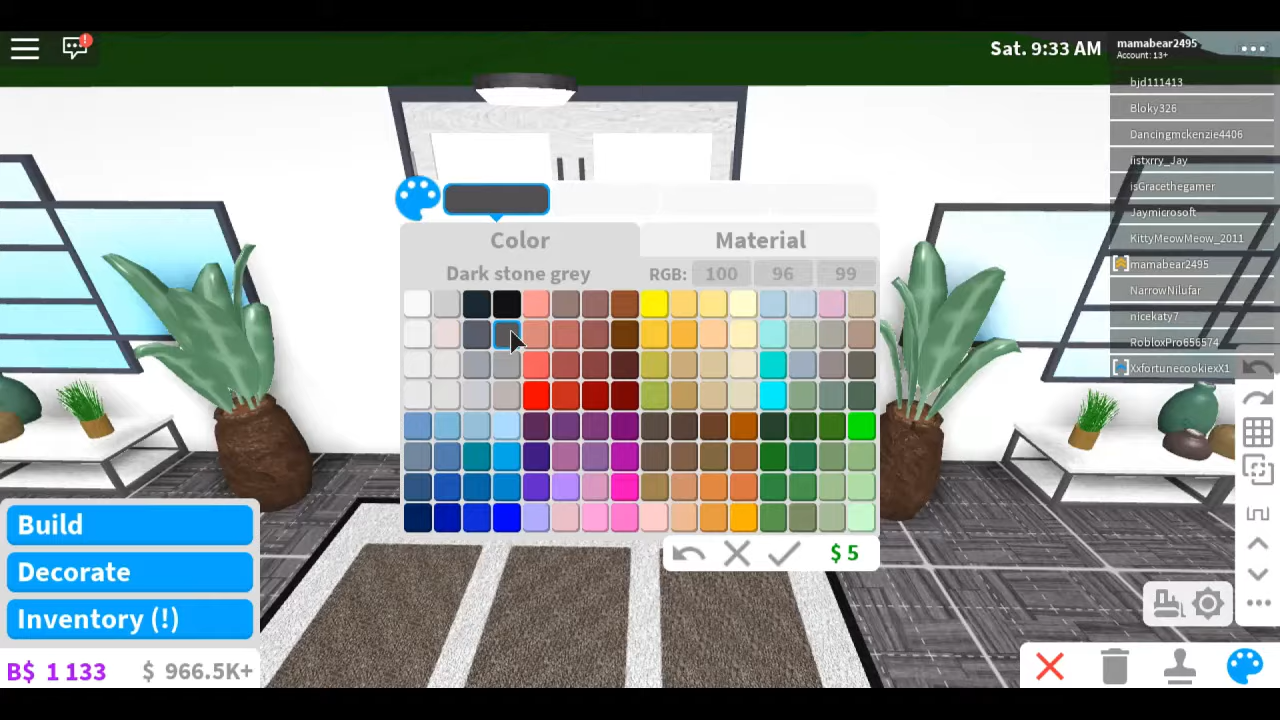 Sat. 9:33 AM
mamabear2495
Account: 13+
bjd111413
Bloky326
Dancingmckenzie4406
iistxrry_Jay
isGracethegamer
Jaymicrosoft
KittyMeowMeow_2011
mamabear2495
NarrowNilufar
nicekaty7
RobloxPro656574
XxfortunecookiexX1
Color
Material
Dark stone grey
RGB: 100 96 99
$ 5
Build
Decorate
Inventory (!)
B$ 1 133 $ 966.5K+